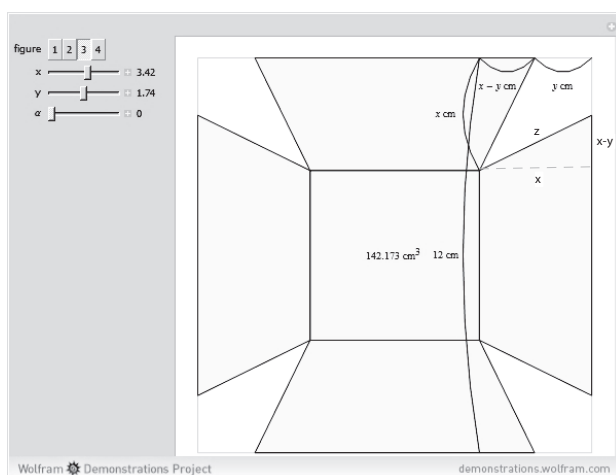 figure 1 2 3 4
x 3.42
y 1.74
α 0
x − y cm
y cm
x cm
z
x-y
x
142.173 cm³
12 cm
Wolfram Demonstrations Project
demonstrations.wolfram.com